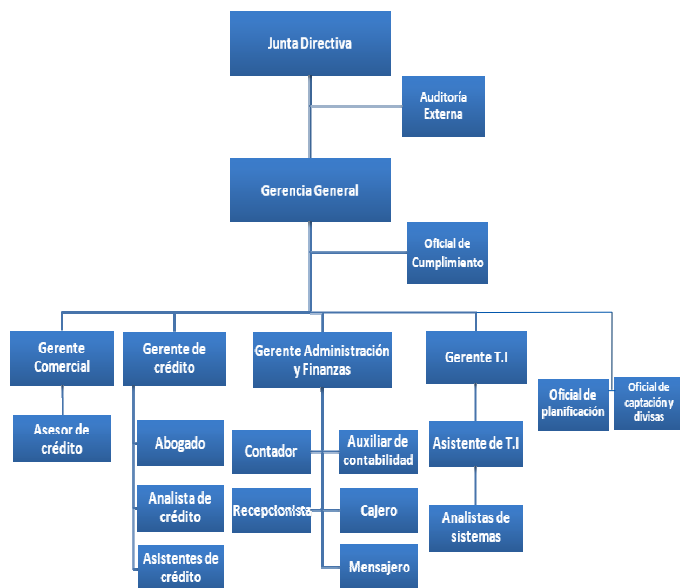 Junta Directiva
Auditoría
Externa
Gerencia General
Oficial de
Cumplimiento
Gerente
Comercial
Gerente de
crédito
Gerente Administración
y Finanzas
Gerente T.I
Oficial de
planificación
Oficial de
captación y
divisas
Asesor de
crédito
Abogado
Contador
Auxiliar de
contabilidad
Asistente de T.I
Analista de
crédito
Recepcionista
Cajero
Analistas de
sistemas
Asistentes de
crédito
Mensajero